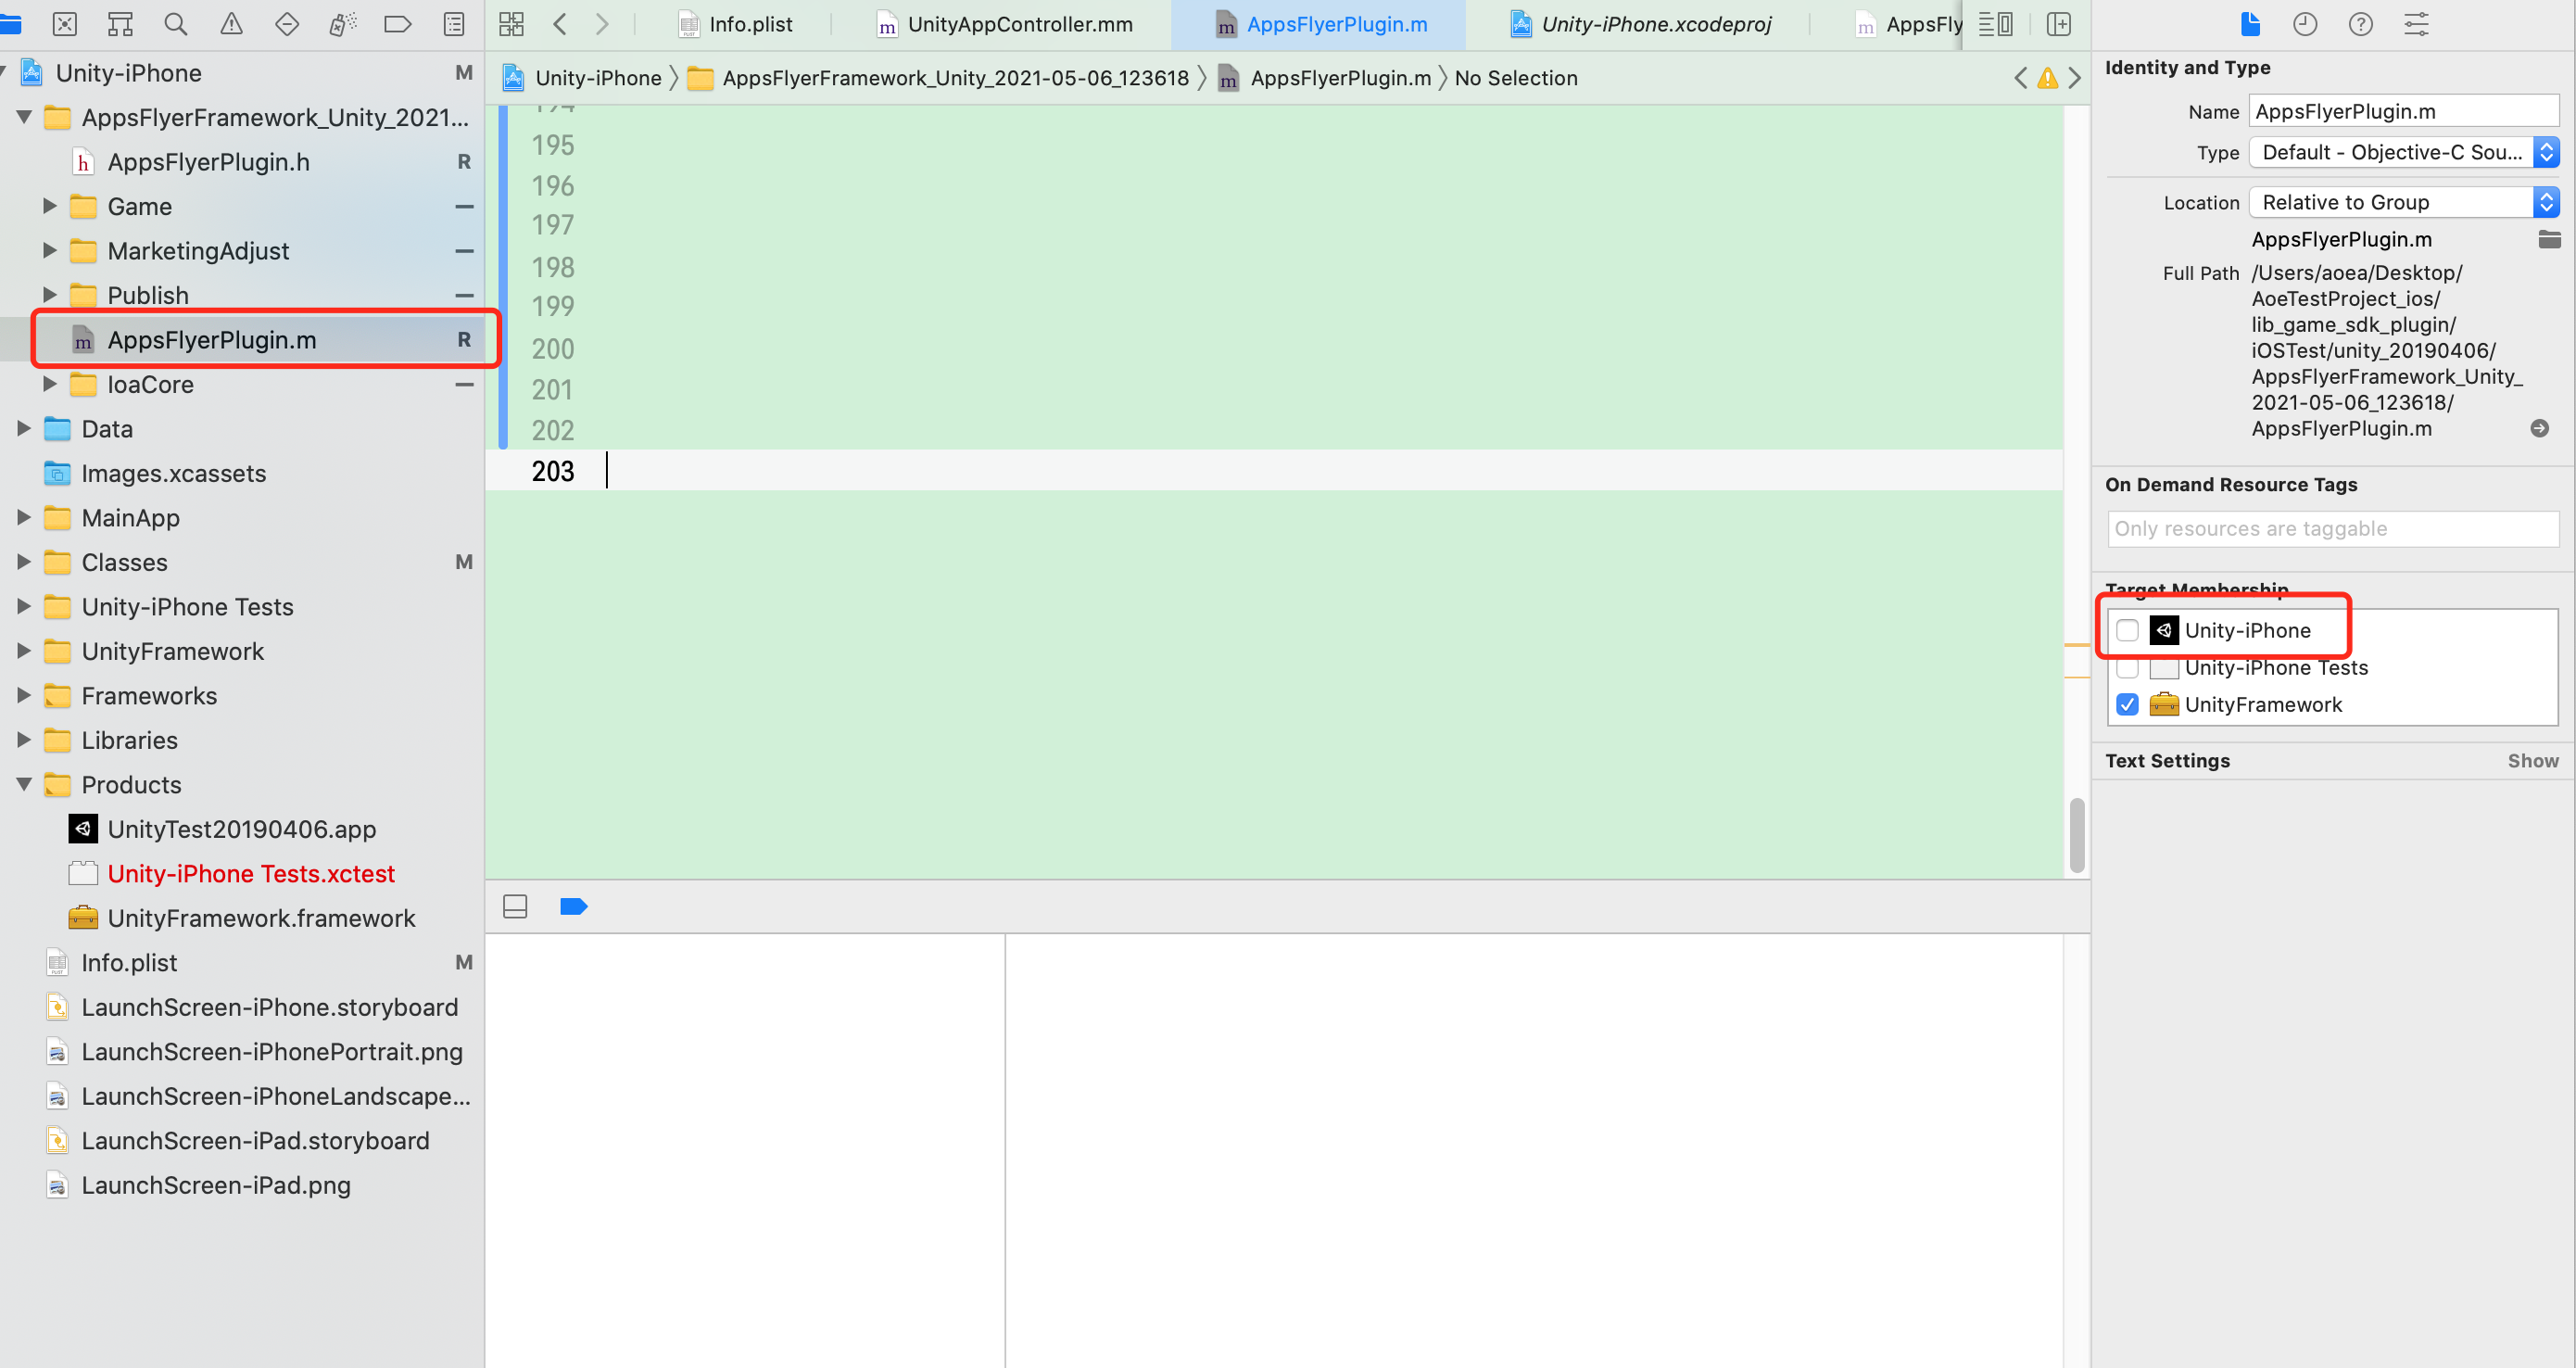 Info.plist
UnityAppController.mm
AppsFlyerPlugin.m
Unity-iPhone.xcodeproj
AppsFly
Unity-iPhone
M
AppsFlyerFramework_Unity_2021...
AppsFlyerPlugin.h
R
Game
MarketingAdjust
Publish
AppsFlyerPlugin.m
R
IoaCore
Data
Images.xcassets
MainApp
Classes
M
Unity-iPhone Tests
UnityFramework
Frameworks
Libraries
Products
UnityTest20190406.app
Unity-iPhone Tests.xctest
UnityFramework.framework
Info.plist
M
LaunchScreen-iPhone.storyboard
LaunchScreen-iPhonePortrait.png
LaunchScreen-iPhoneLandscape...
LaunchScreen-iPad.storyboard
LaunchScreen-iPad.png
Unity-iPhone
AppsFlyerFramework_Unity_2021-05-06_123618
AppsFlyerPlugin.m
No Selection
194
195
196
197
198
199
200
201
202
203
Identity and Type
Name
AppsFlyerPlugin.m
Type
Default - Objective-C Sou...
Location
Relative to Group
AppsFlyerPlugin.m
Full Path
/Users/aoea/Desktop/
AoeTestProject_ios/
lib_game_sdk_plugin/
iOSTest/unity_20190406/
AppsFlyerFramework_Unity_
2021-05-06_123618/
AppsFlyerPlugin.m
On Demand Resource Tags
Only resources are taggable
Target Membership
Unity-iPhone
Unity-iPhone Tests
UnityFramework
Text Settings
Show